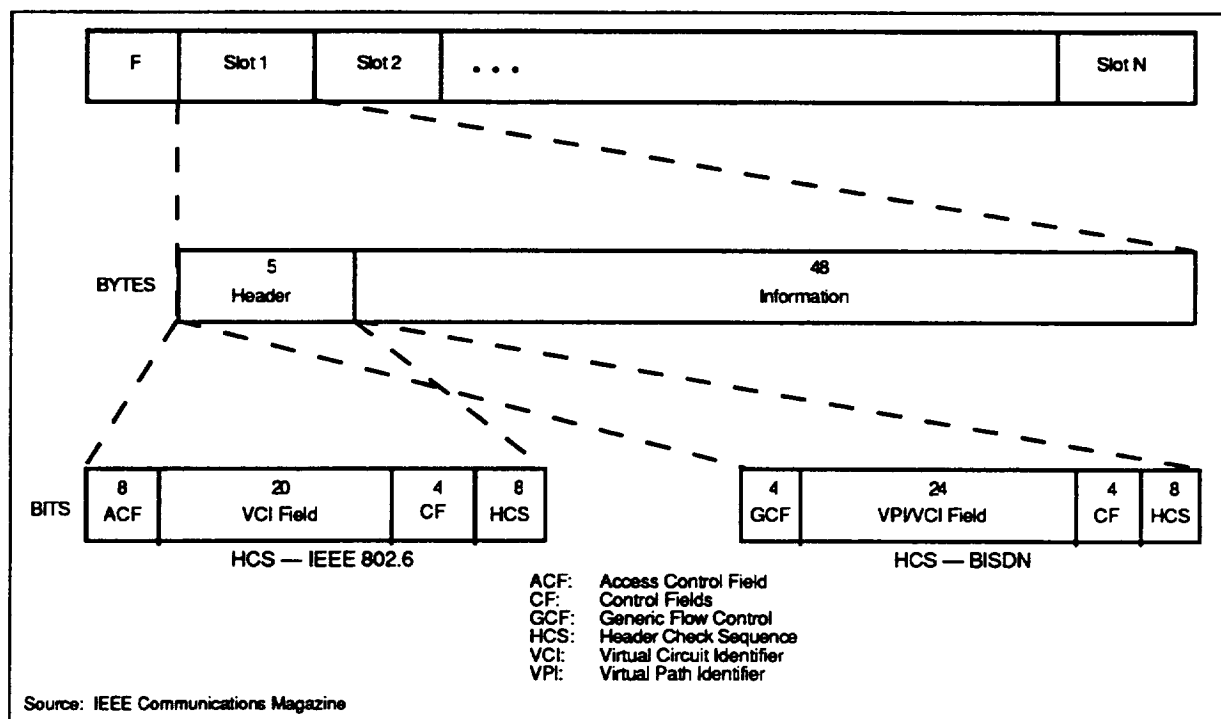 F Slot 1 Slot 2 • • • Slot N
5 48
BYTES Header Information
8 20 4 8 4 24 4 8
BITS ACF VCI Field CF HCS GCF VPI/VCI Field CF HCS
HCS — IEEE 802.6 HCS — BISDN
ACF: Access Control Field
CF: Control Fields
GCF: Generic Flow Control
HCS: Header Check Sequence
VCI: Virtual Circuit Identifier
VPI: Virtual Path Identifier
Source: IEEE Communications Magazine